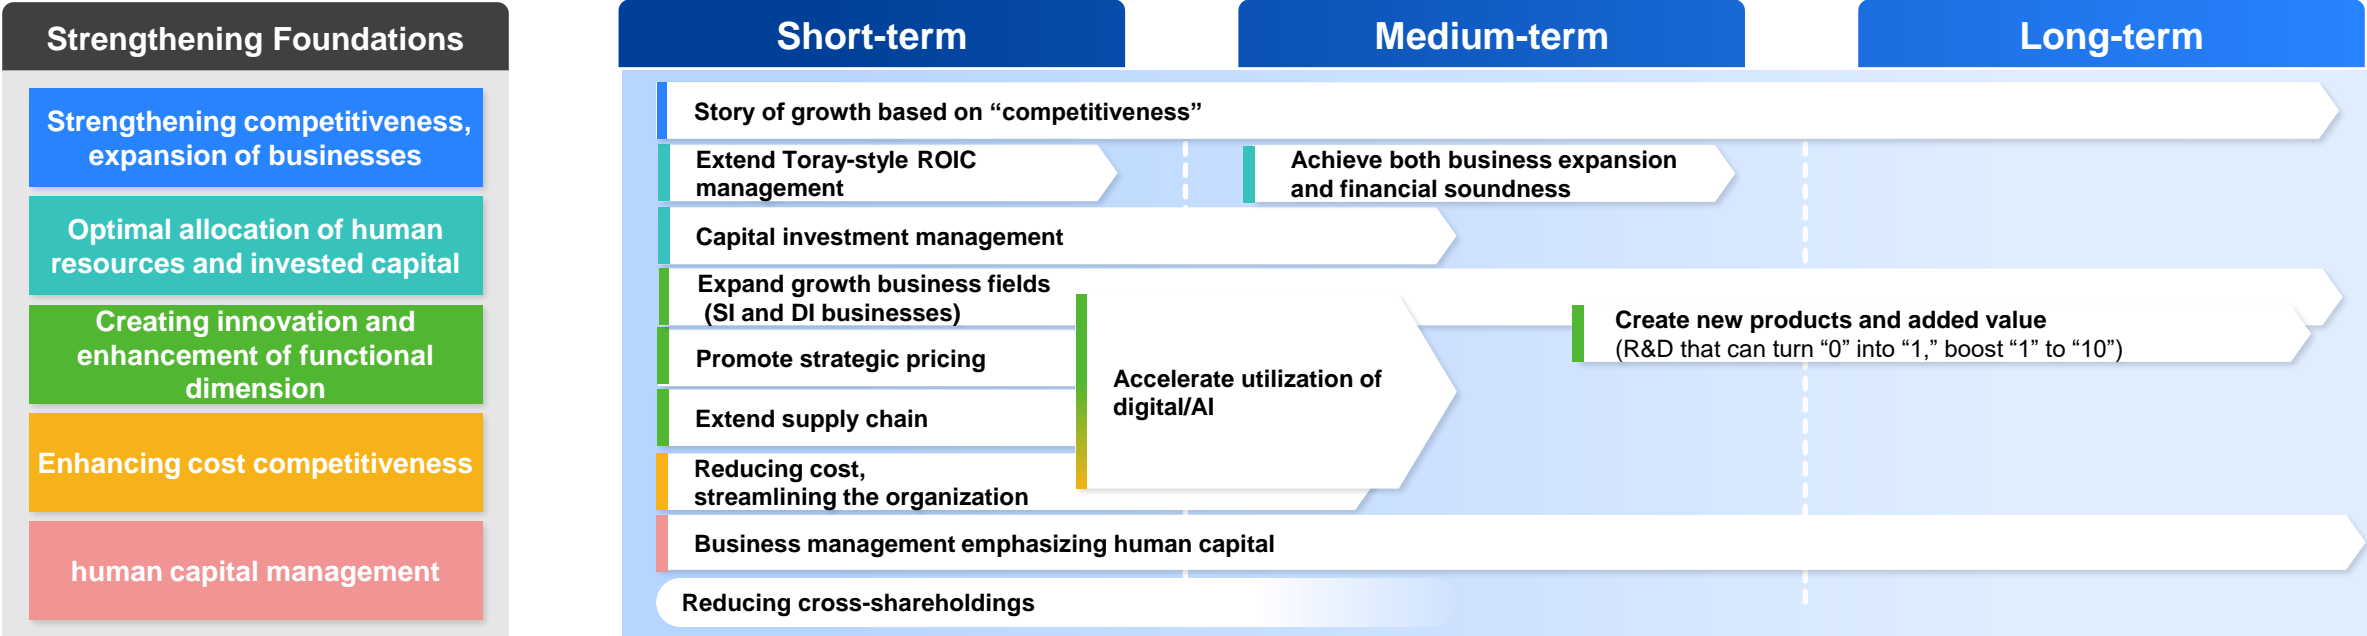 Strengthening Foundations
Strengthening competitiveness,
expansion of businesses
Optimal allocation of human
resources and invested capital
Creating innovation and
enhancement of functional
dimension
Enhancing cost competitiveness
human capital management
Short-term
Medium-term
Long-term
Story of growth based on “competitiveness”
Extend Toray-style ROIC
management
Achieve both business expansion
and financial soundness
Capital investment management
Expand growth business fields
(SI and DI businesses)
Promote strategic pricing
Extend supply chain
Reducing cost,
streamlining the organization
Accelerate utilization of
digital/AI
Create new products and added value
(R&D that can turn “0” into “1,” boost “1” to “10”)
Business management emphasizing human capital
Reducing cross-shareholdings